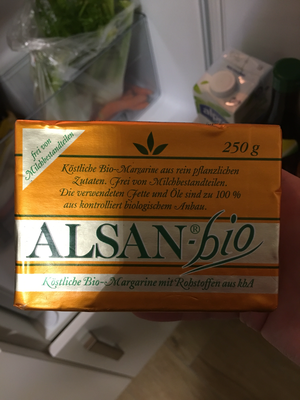 frei von
Milchbestandteilen
250 g
Köstliche Bio-Margarine aus rein pflanzlichen
Zutaten. Frei von Milchbestandteilen.
Die verwendeten Fette und Öle sind zu 100 %
aus kontrolliert biologischem Anbau.
ALSAN®-bio
Köstliche Bio-Margarine mit Rohstoffen aus kbA